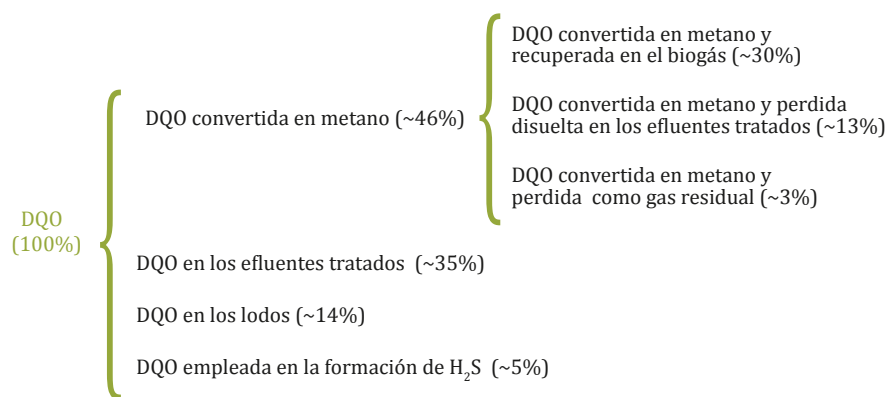 DQO
(100%)
DQO convertida en metano (~46%)
DQO convertida en metano y
recuperada en el biogás (~30%)
DQO convertida en metano y perdida
disuelta en los efluentes tratados (~13%)
DQO convertida en metano y
perdida como gas residual (~3%)
DQO en los efluentes tratados (~35%)
DQO en los lodos (~14%)
DQO empleada en la formación de H₂S (~5%)